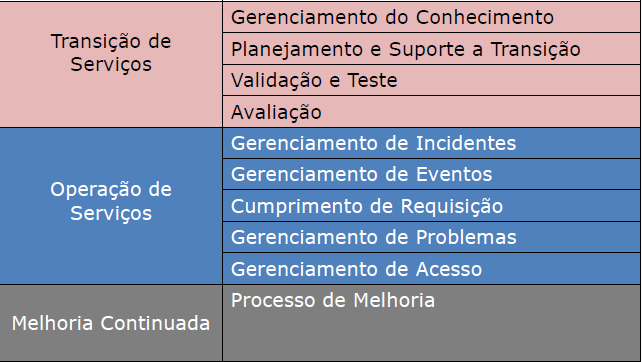 Transição de
Serviços
Gerenciamento do Conhecimento
Planejamento e Suporte a Transição
Validação e Teste
Avaliação
Operação de
Serviços
Gerenciamento de Incidentes
Gerenciamento de Eventos
Cumprimento de Requisição
Gerenciamento de Problemas
Gerenciamento de Acesso
Melhoria Continuada
Processo de Melhoria